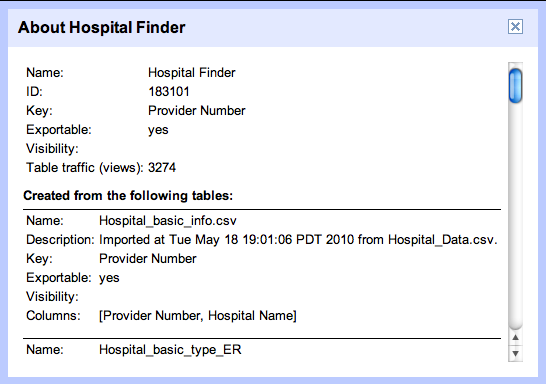 About Hospital Finder
Name: Hospital Finder
ID: 183101
Key: Provider Number
Exportable: yes
Visibility:
Table traffic (views): 3274
Created from the following tables:
Name: Hospital_basic_info.csv
Description: Imported at Tue May 18 19:01:06 PDT 2010 from Hospital_Data.csv.
Key: Provider Number
Exportable: yes
Visibility:
Columns: [Provider Number, Hospital Name]
Name: Hospital_basic_type_ER